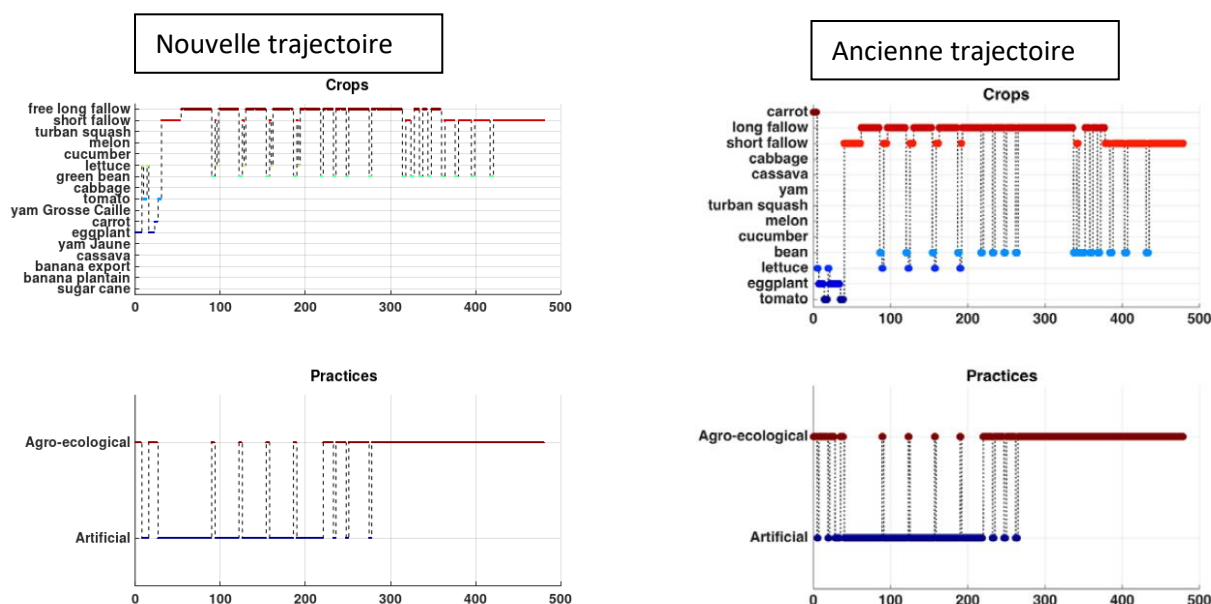 Nouvelle trajectoire
Crops
free long fallow
short fallow
turban squash
melon
cucumber
lettuce
green bean
cabbage
tomato
yam Grosse Caille
carrot
eggplant
yam Jaune
cassava
banana export
banana plantain
sugar cane
0 100 200 300 400 500
Practices
Agro-ecological
Artificial
0 100 200 300 400 500
Ancienne trajectoire
Crops
carrot
long fallow
short fallow
cabbage
cassava
yam
turban squash
melon
cucumber
bean
lettuce
eggplant
tomato
0 100 200 300 400 500
Practices
Agro-ecological
Artificial
0 100 200 300 400 500